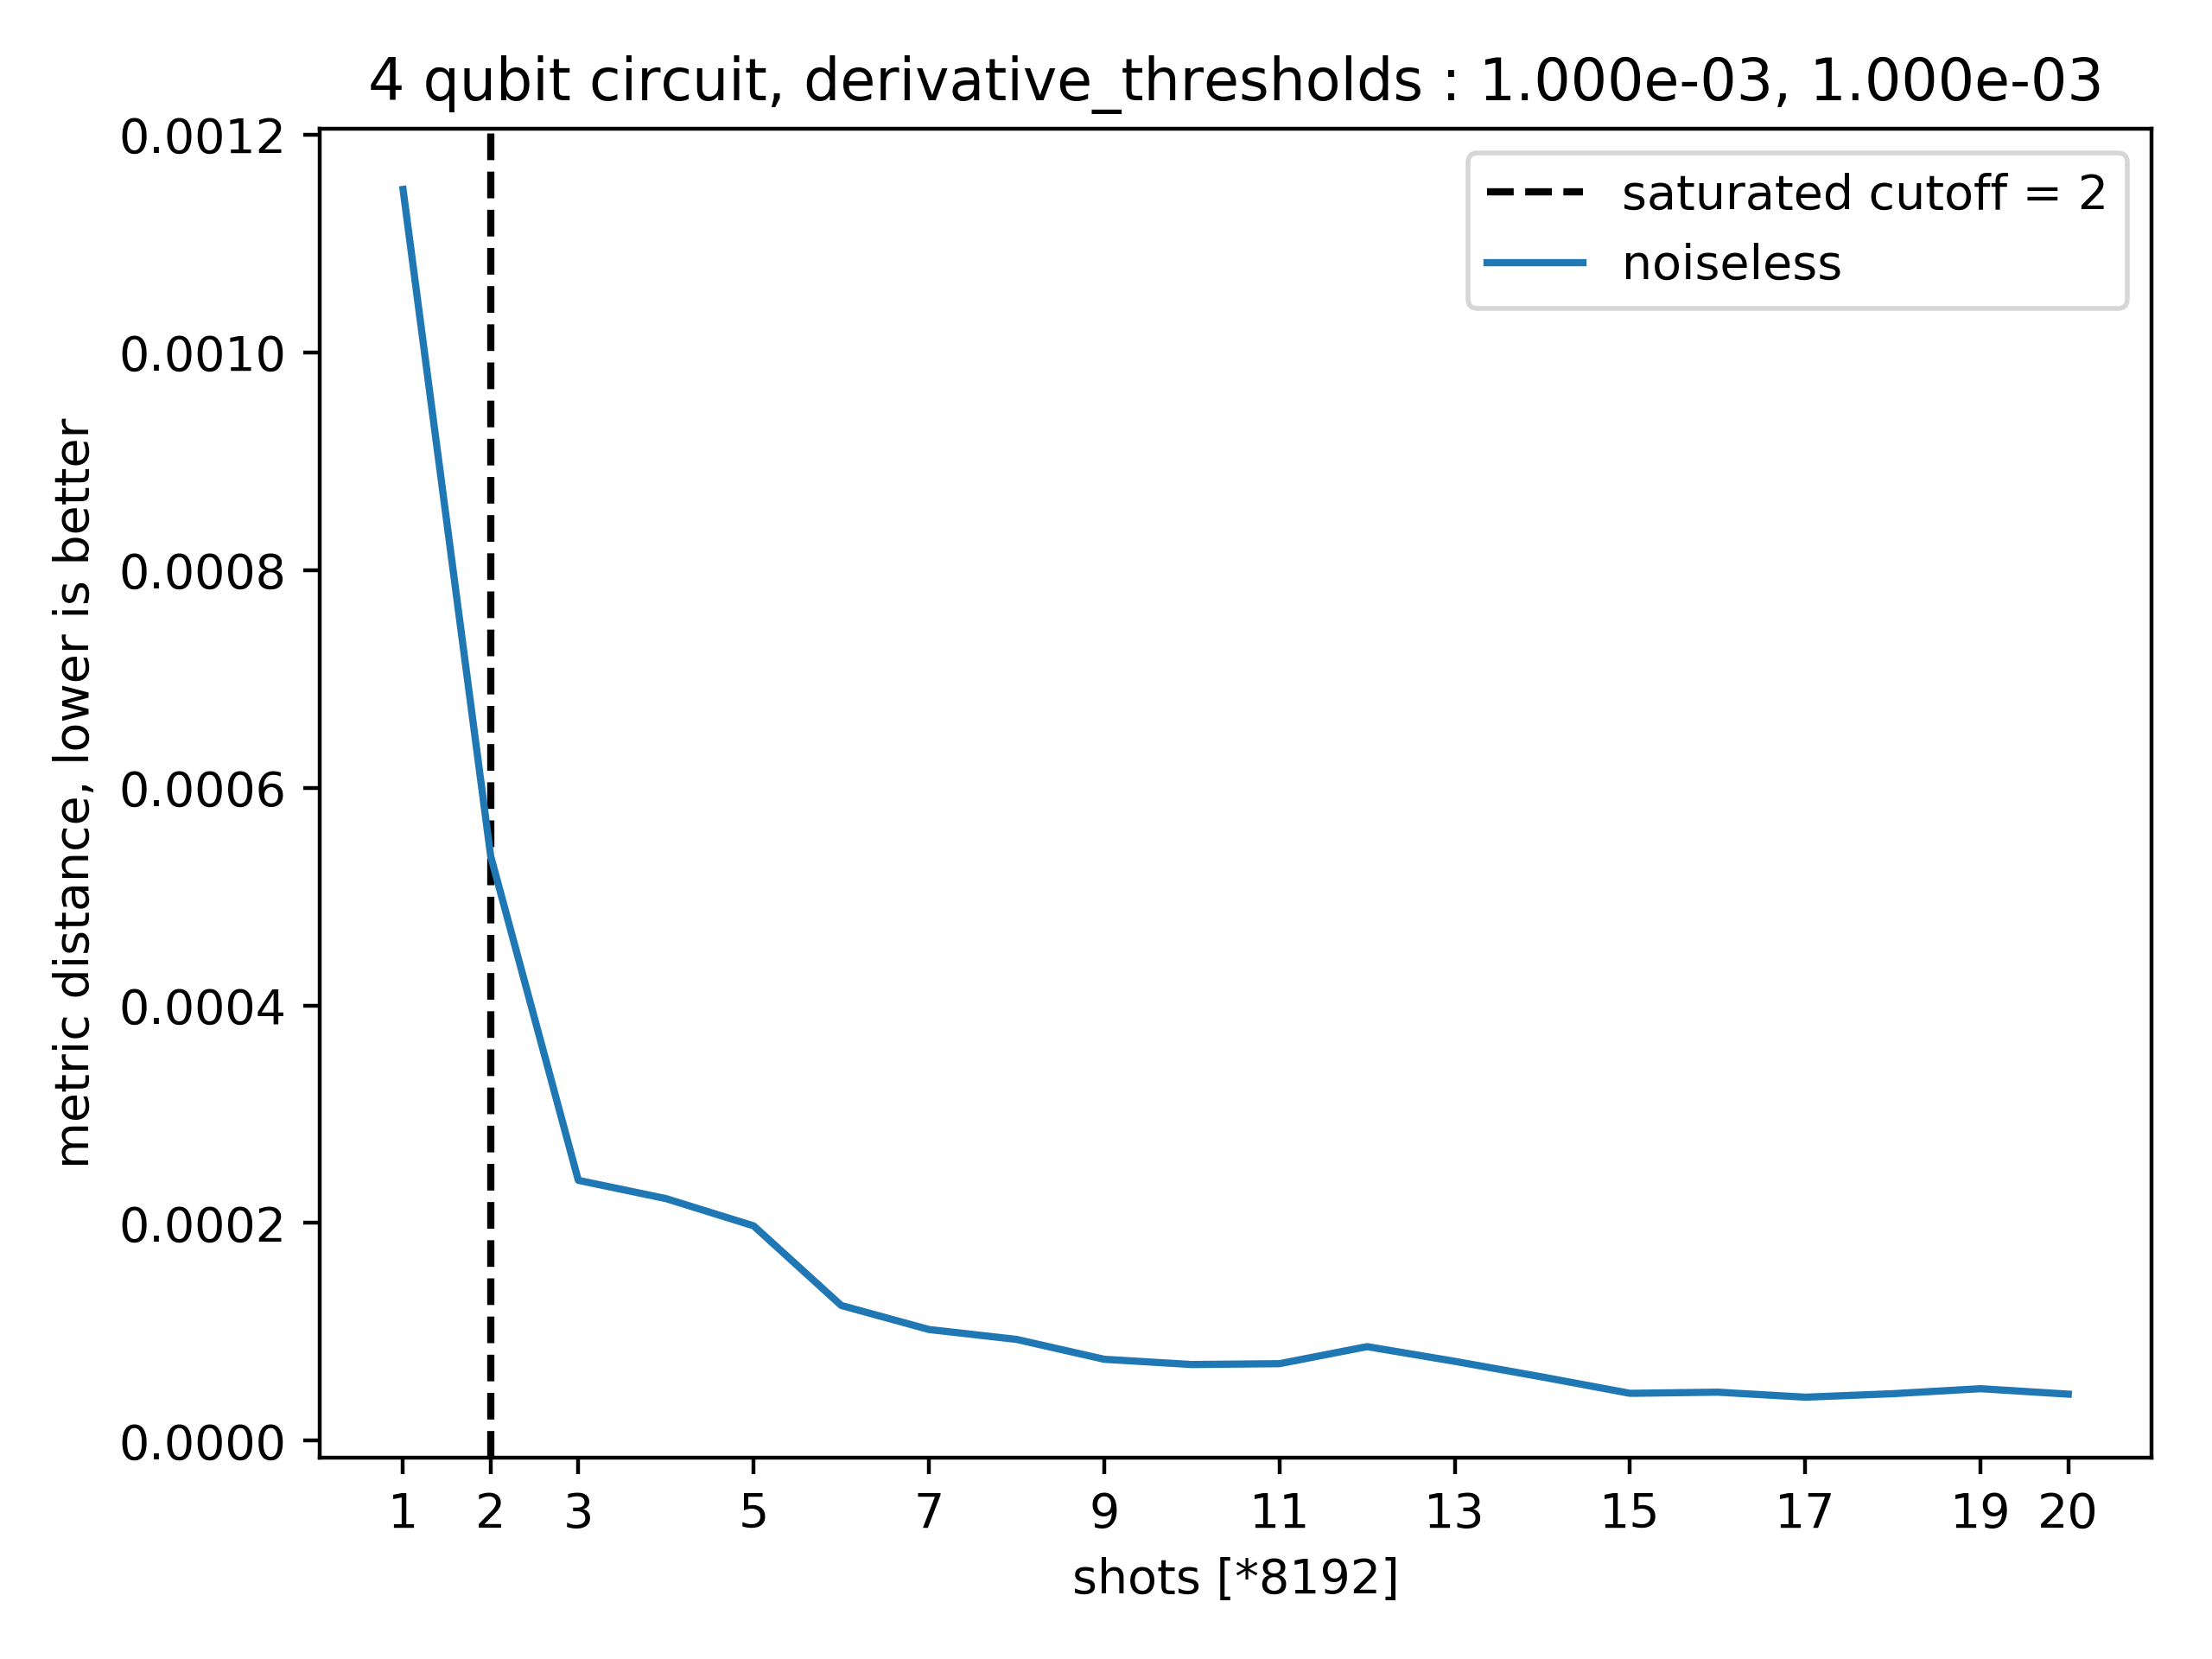 4 qubit circuit, derivative_thresholds : 1.000e-03, 1.000e-03
saturated cutoff = 2
noiseless
metric distance, lower is better
0.0012
0.0010
0.0008
0.0006
0.0004
0.0002
0.0000
1 2 3 5 7 9 11 13 15 17 19 20
shots [*8192]